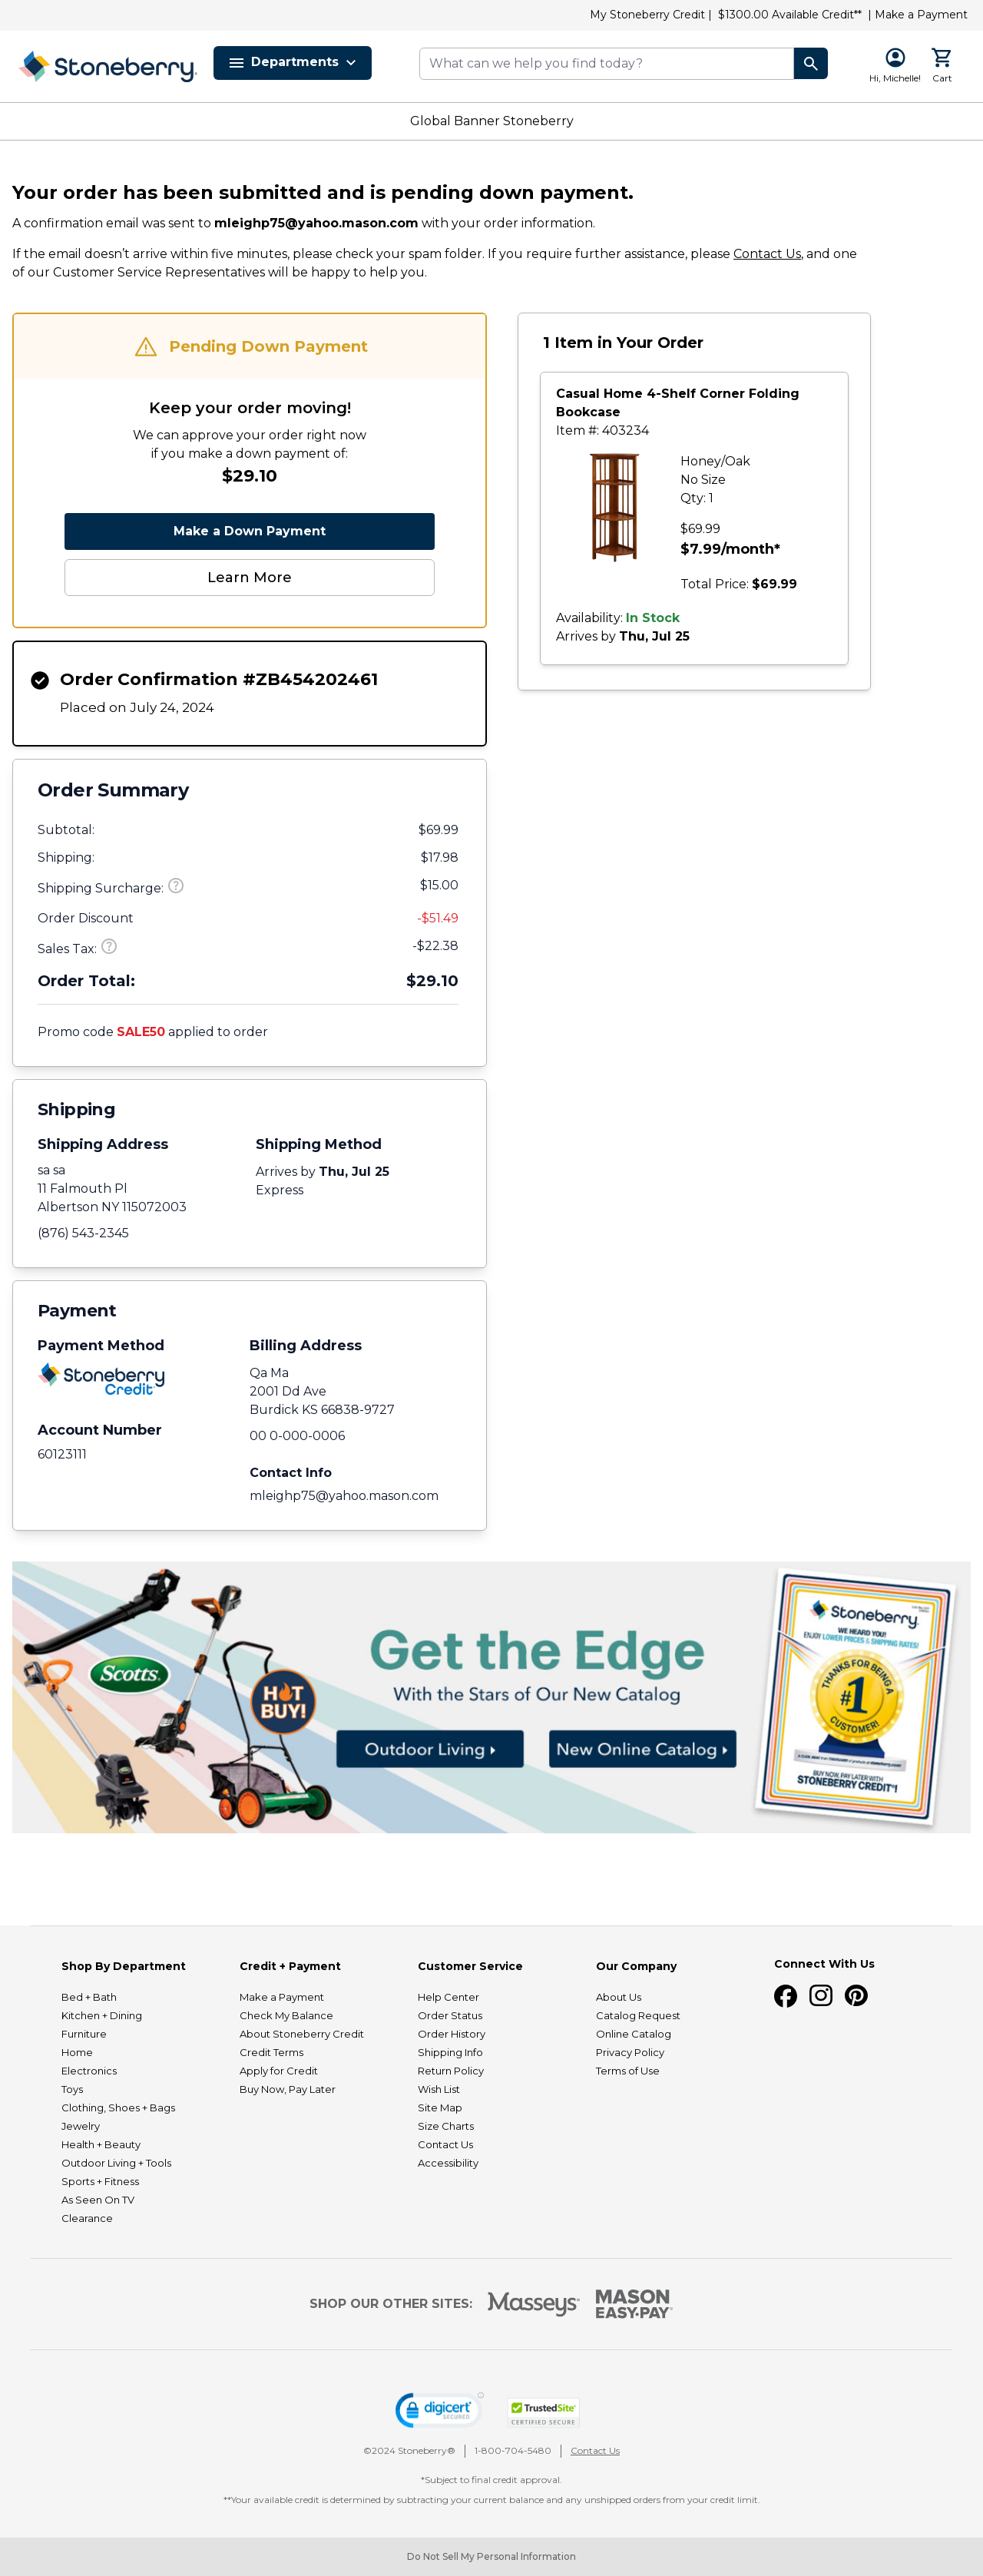 My Stoneberry Credit | $1300.00 Available Credit** | Make a Payment
Stoneberry
Departments
What can we help you find today?
Hi, Michelle!
Cart
Global Banner Stoneberry
Your order has been submitted and is pending down payment.
A confirmation email was sent to mleighp75@yahoo.mason.com with your order information.
If the email doesn’t arrive within five minutes, please check your spam folder. If you require further assistance, please Contact Us, and one
of our Customer Service Representatives will be happy to help you.
Pending Down Payment
Keep your order moving!
We can approve your order right now
if you make a down payment of:
$29.10
Make a Down Payment
Learn More
Order Confirmation #ZB454202461
Placed on July 24, 2024
Order Summary
Subtotal: $69.99
Shipping: $17.98
Shipping Surcharge: $15.00
Order Discount -$51.49
Sales Tax: -$22.38
Order Total: $29.10
Promo code SALE50 applied to order
Shipping
Shipping Address
sa sa
11 Falmouth Pl
Albertson NY 115072003
(876) 543-2345
Shipping Method
Arrives by Thu, Jul 25
Express
Payment
Payment Method
Stoneberry
Credit
Account Number
60123111
Billing Address
Qa Ma
2001 Dd Ave
Burdick KS 66838-9727
00 0-000-0006
Contact Info
mleighp75@yahoo.mason.com
1 Item in Your Order
Casual Home 4-Shelf Corner Folding
Bookcase
Item #: 403234
Honey/Oak
No Size
Qty: 1
$69.99
$7.99/month*
Total Price: $69.99
Availability: In Stock
Arrives by Thu, Jul 25
Scotts
HOT
BUY!
Get the Edge
With the Stars of Our New Catalog
Outdoor Living
New Online Catalog
Stoneberry
WE HEARD YOU!
ENJOY LOWER PRICES & SHIPPING RATES!
THANKS FOR BEING A
#1
CUSTOMER!
BUY NOW, PAY LATER WITH
STONEBERRY CREDIT!
Shop By Department
Bed + Bath
Kitchen + Dining
Furniture
Home
Electronics
Toys
Clothing, Shoes + Bags
Jewelry
Health + Beauty
Outdoor Living + Tools
Sports + Fitness
As Seen On TV
Clearance
Credit + Payment
Make a Payment
Check My Balance
About Stoneberry Credit
Credit Terms
Apply for Credit
Buy Now, Pay Later
Customer Service
Help Center
Order Status
Order History
Shipping Info
Return Policy
Wish List
Site Map
Size Charts
Contact Us
Accessibility
Our Company
About Us
Catalog Request
Online Catalog
Privacy Policy
Terms of Use
Connect With Us
SHOP OUR OTHER SITES:
Masseys
MASON
EASY·PAY
digicert
SECURED
TrustedSite
CERTIFIED SECURE
©2024 Stoneberry® | 1-800-704-5480 | Contact Us
*Subject to final credit approval.
**Your available credit is determined by subtracting your current balance and any unshipped orders from your credit limit.
Do Not Sell My Personal Information